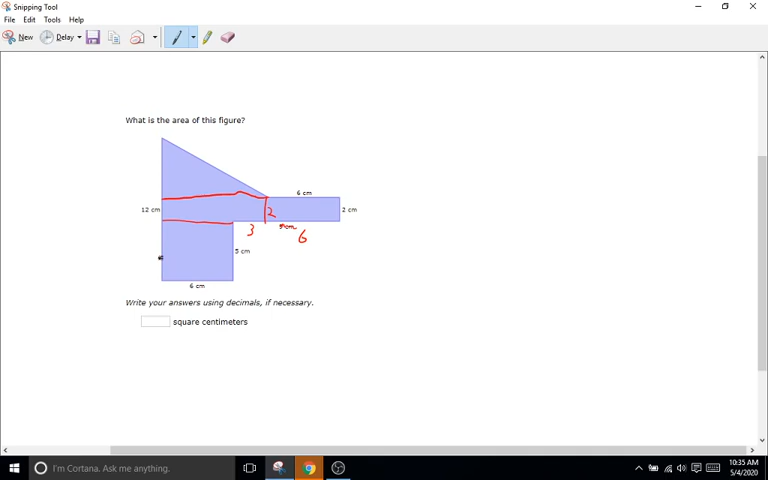 Snipping Tool
File Edit Tools Help
New Delay
What is the area of this figure?
6 cm
12 cm
2
2 cm
3
6
5 cm
6 cm
Write your answers using decimals, if necessary.
square centimeters
I'm Cortana. Ask me anything.
10:35 AM
5/4/2020